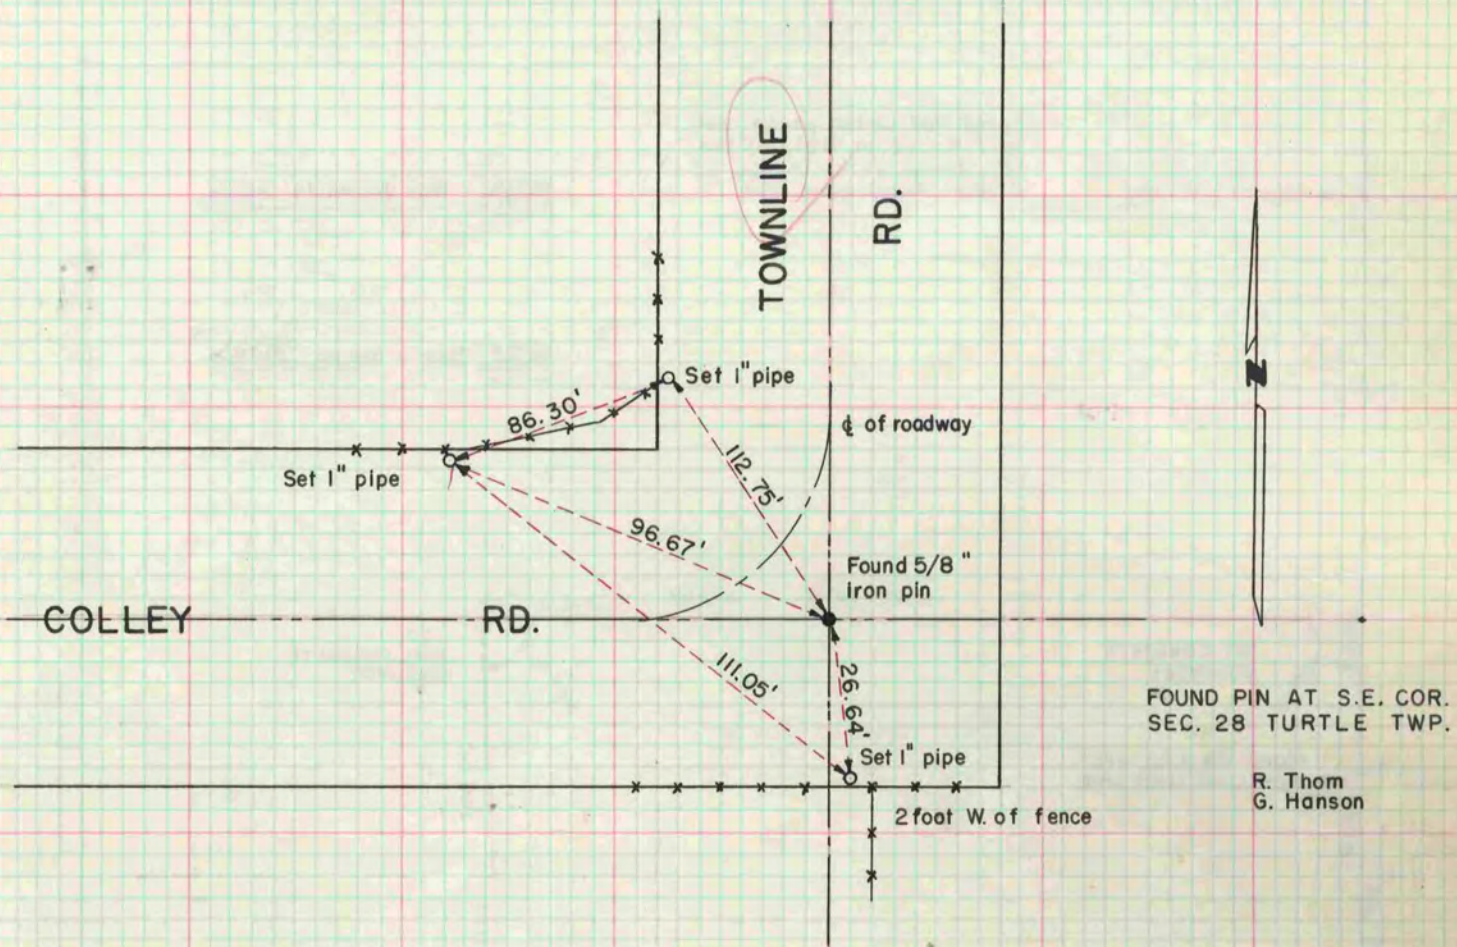 TOWNLINE
RD.
Set 1" pipe
86.30'
℄ of roadway
112.75'
Set 1" pipe
96.67'
Found 5/8"
iron pin
COLLEY RD.
111.05'
26.64'
FOUND PIN AT S.E. COR.
SEC. 28 TURTLE TWP.
Set 1" pipe
R. Thom
G. Hanson
2 foot W. of fence
N